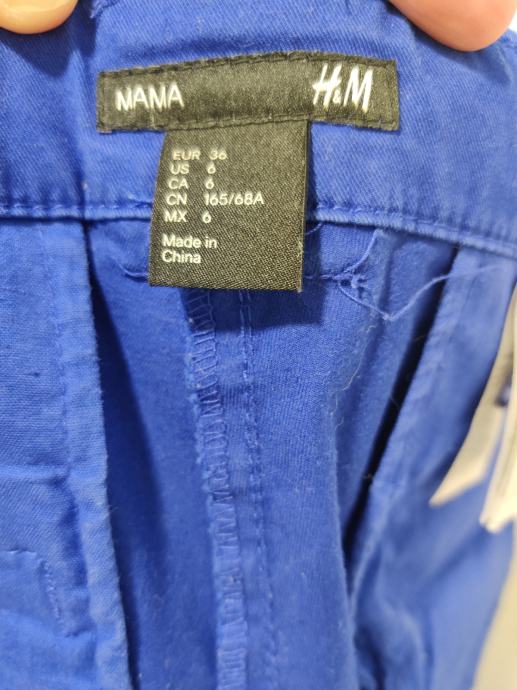 MAMA H&M
EUR 36
US 6
CA 6
CN 165/68A
MX 6
Made in
China